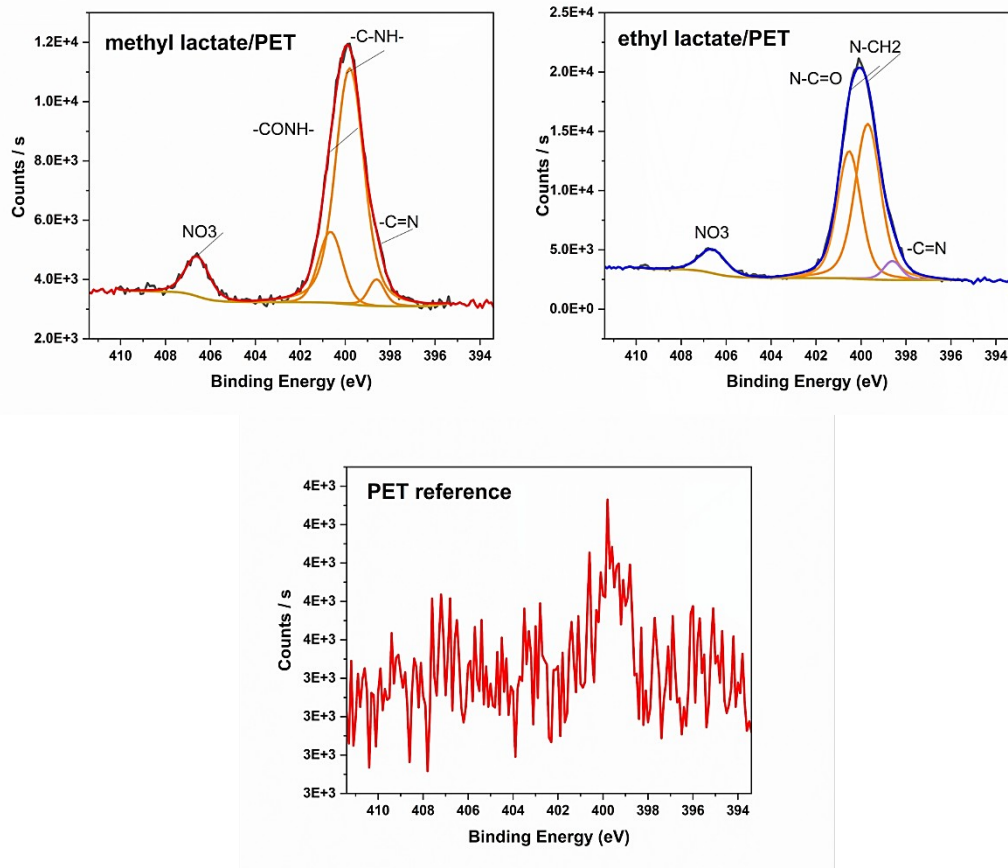 methyl lactate/PET
-C-NH-
-CONH-
-C=N
NO3
1.2E+4
1.0E+4
8.0E+3
6.0E+3
4.0E+3
2.0E+3
Counts / s
410 408 406 404 402 400 398 396 394
Binding Energy (eV)
ethyl lactate/PET
N-CH2
N-C=O
NO3
-C=N
2.0E+4
1.5E+4
1.0E+4
5.0E+3
0.0E+0
Counts / s
410 408 406 404 402 400 398 396 394
Binding Energy (eV)
PET reference
4E+3
4E+3
4E+3
4E+3
4E+3
3E+3
3E+3
3E+3
3E+3
Counts / s
410 408 406 404 402 400 398 396 394
Binding Energy (eV)